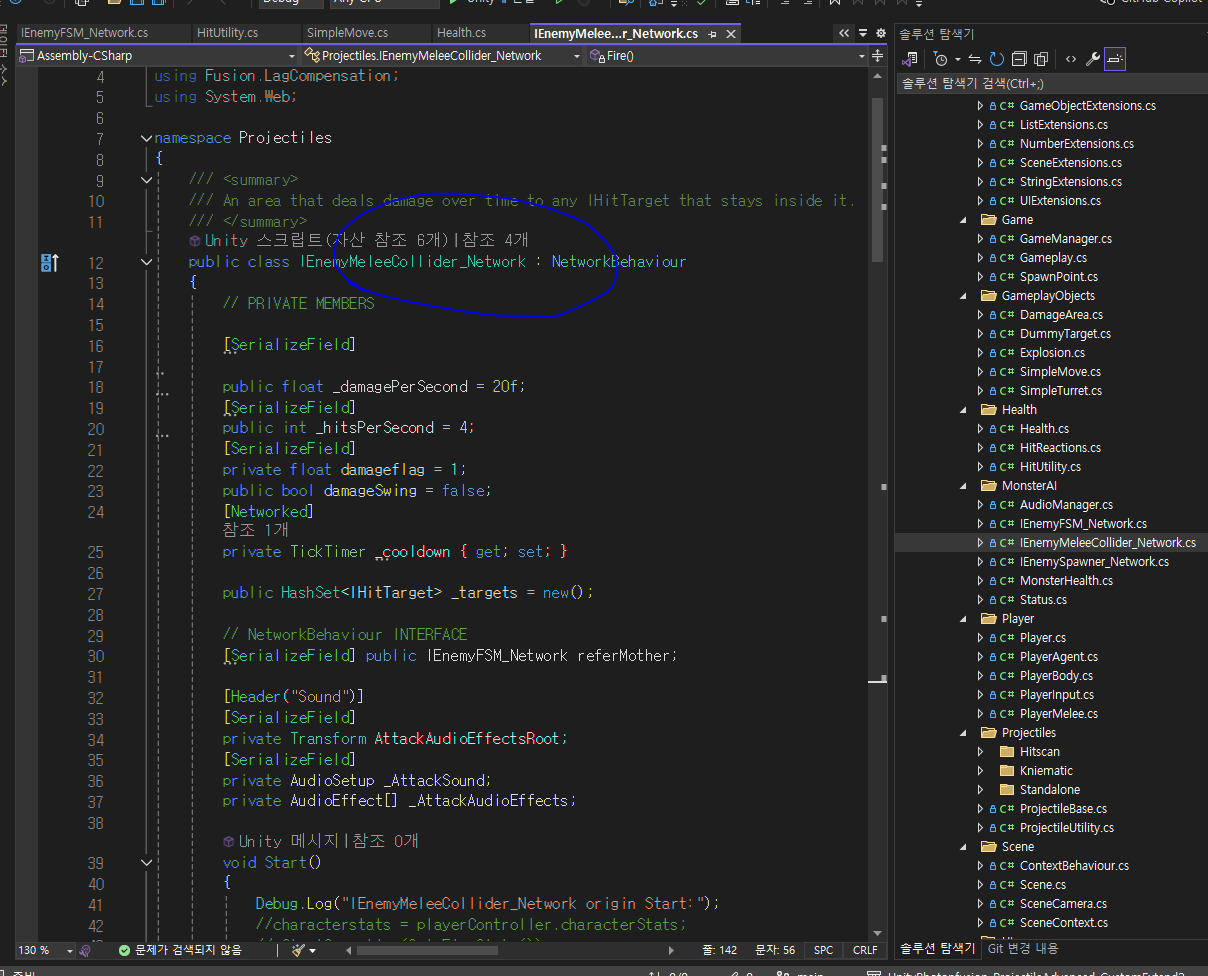 IEnemyFSM_Network.cs HitUtility.cs SimpleMove.cs Health.cs IEnemyMelee...r_Network.cs
Assembly-CSharp Projectiles.IEnemyMeleeCollider_Network Fire()
4 using Fusion.LagCompensation;
5 using System.Web;
6
7 namespace Projectiles
8 {
9 /// <summary>
10 /// An area that deals damage over time to any IHitTarget that stays inside it.
11 /// </summary>
Unity 스크립트(자산 참조 6개)|참조 4개
12 public class IEnemyMeleeCollider_Network : NetworkBehaviour
13 {
14 // PRIVATE MEMBERS
15
16 [SerializeField]
17
18 public float _damagePerSecond = 20f;
19 [SerializeField]
20 public int _hitsPerSecond = 4;
21 [SerializeField]
22 private float damageflag = 1;
23 public bool damageSwing = false;
24 [Networked]
참조 1개
25 private TickTimer _cooldown { get; set; }
26
27 public HashSet<IHitTarget> _targets = new();
28
29 // NetworkBehaviour INTERFACE
30 [SerializeField] public IEnemyFSM_Network referMother;
31
32 [Header("Sound")]
33 [SerializeField]
34 private Transform AttackAudioEffectsRoot;
35 [SerializeField]
36 private AudioSetup _AttackSound;
37 private AudioEffect[] _AttackAudioEffects;
38
Unity 메시지|참조 0개
39 void Start()
40 {
41 Debug.Log("IEnemyMeleeCollider_Network origin Start:");
42 //characterstats = playerController.characterStats;
130 % 문제가 검색되지 않음 줄: 142 문자: 56 SPC CRLF
솔루션 탐색기
솔루션 탐색기 검색(Ctrl+;)
C# GameObjectExtensions.cs
C# ListExtensions.cs
C# NumberExtensions.cs
C# SceneExtensions.cs
C# StringExtensions.cs
C# UIExtensions.cs
Game
C# GameManager.cs
C# Gameplay.cs
C# SpawnPoint.cs
GameplayObjects
C# DamageArea.cs
C# DummyTarget.cs
C# Explosion.cs
C# SimpleMove.cs
C# SimpleTurret.cs
Health
C# Health.cs
C# HitReactions.cs
C# HitUtility.cs
MonsterAI
C# AudioManager.cs
C# IEnemyFSM_Network.cs
C# IEnemyMeleeCollider_Network.cs
C# IEnemySpawner_Network.cs
C# MonsterHealth.cs
C# Status.cs
Player
C# Player.cs
C# PlayerAgent.cs
C# PlayerBody.cs
C# PlayerInput.cs
C# PlayerMelee.cs
Projectiles
Hitscan
Kniematic
Standalone
C# ProjectileBase.cs
C# ProjectileUtility.cs
Scene
C# ContextBehaviour.cs
C# Scene.cs
C# SceneCamera.cs
C# SceneContext.cs
솔루션 탐색기 Git 변경 내용